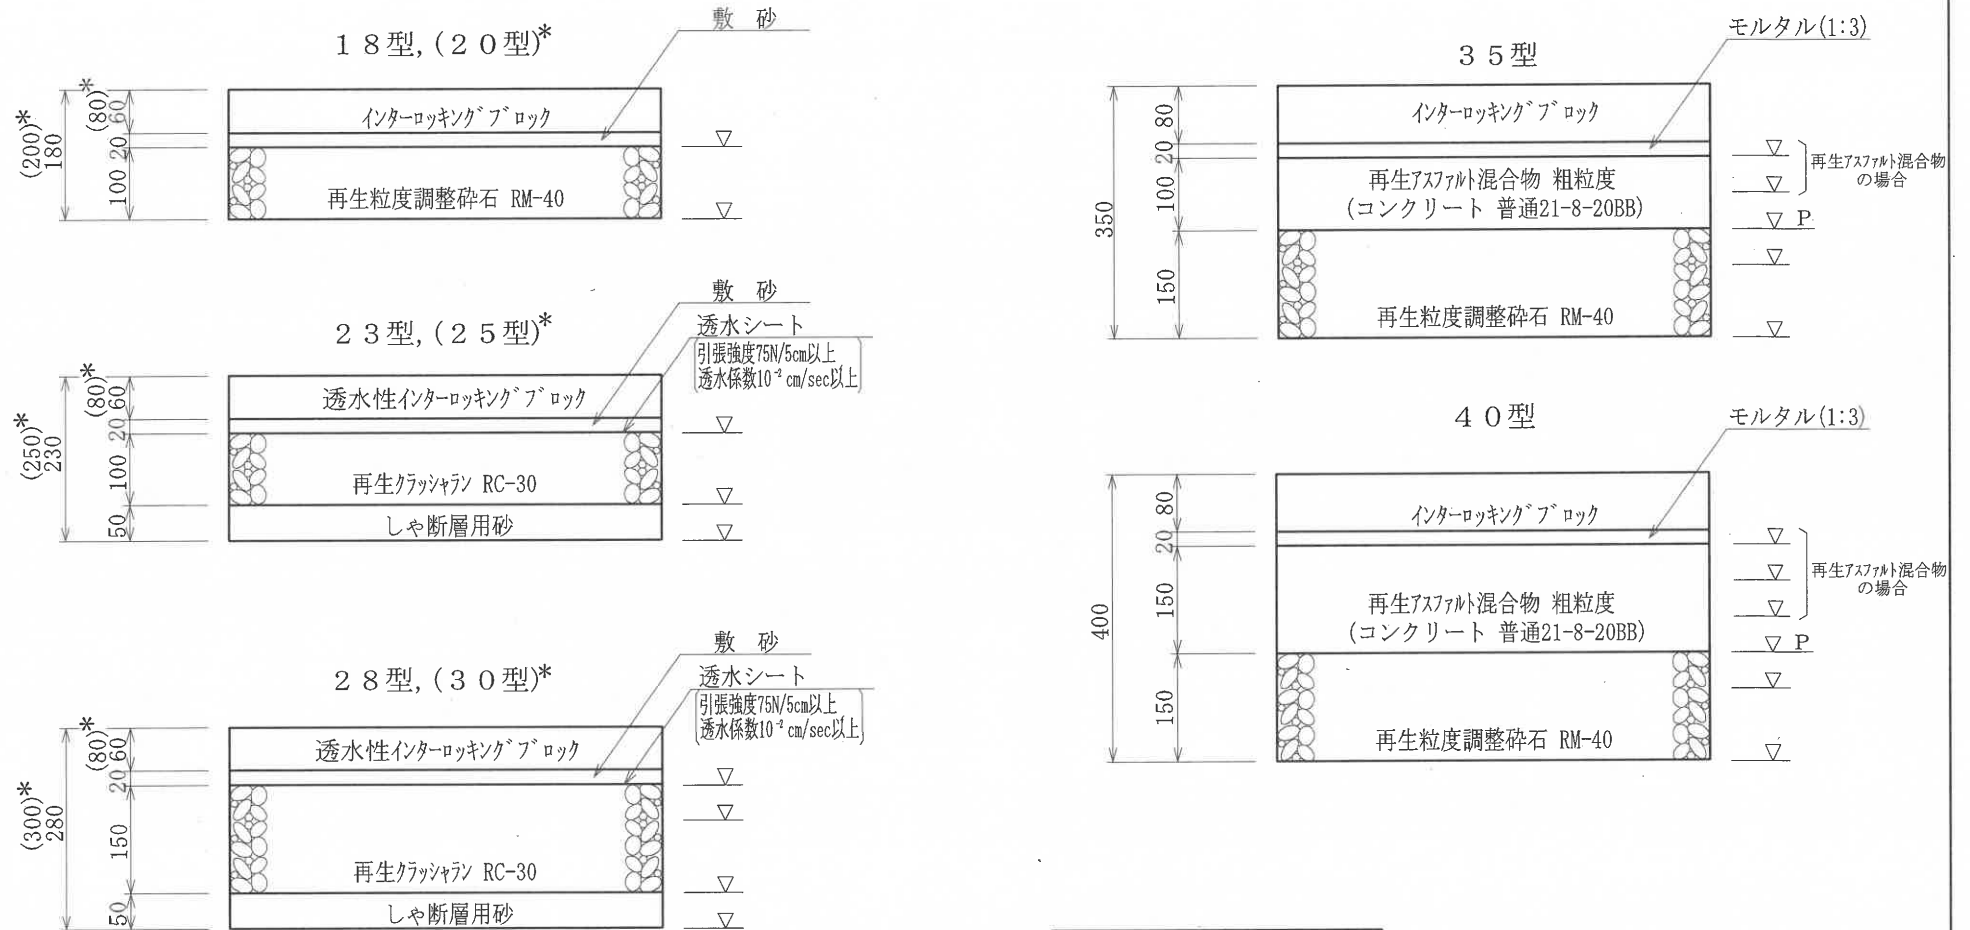 18型, (20型)*
敷 砂
(200)*
180
(80)*
60
20
100
インターロッキングブロック
再生粒度調整砕石 RM-40
23型, (25型)*
敷 砂
透水シート
引張強度75N/5cm以上
透水係数10⁻² cm/sec以上
(250)*
230
(80)*
60
20
100
50
透水性インターロッキングブロック
再生クラッシャラン RC-30
しゃ断層用砂
28型, (30型)*
敷 砂
透水シート
引張強度75N/5cm以上
透水係数10⁻² cm/sec以上
(300)*
280
(80)*
60
20
150
50
透水性インターロッキングブロック
再生クラッシャラン RC-30
しゃ断層用砂
35型
モルタル(1:3)
350
80
20
100
150
インターロッキングブロック
再生アスファルト混合物 粗粒度
(コンクリート 普通21-8-20BB)
再生粒度調整砕石 RM-40
再生アスファルト混合物
の場合
P
40型
モルタル(1:3)
400
80
20
150
150
インターロッキングブロック
再生アスファルト混合物 粗粒度
(コンクリート 普通21-8-20BB)
再生粒度調整砕石 RM-40
再生アスファルト混合物
の場合
P